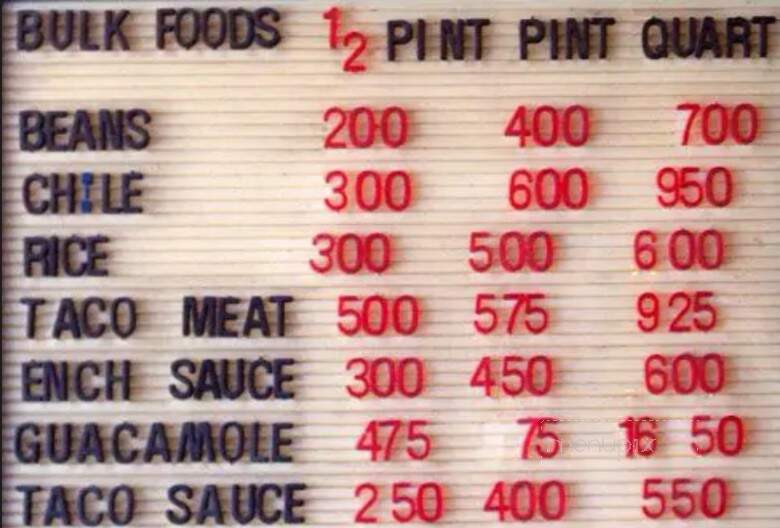 BULK FOODS 1/2 PINT PINT QUART
BEANS 200 400 700
CHILE 300 600 950
RICE 300 500 600
TACO MEAT 500 575 925
ENCH SAUCE 300 450 600
GUACAMOLE 475 75 50
menupix
TACO SAUCE 250 400 550